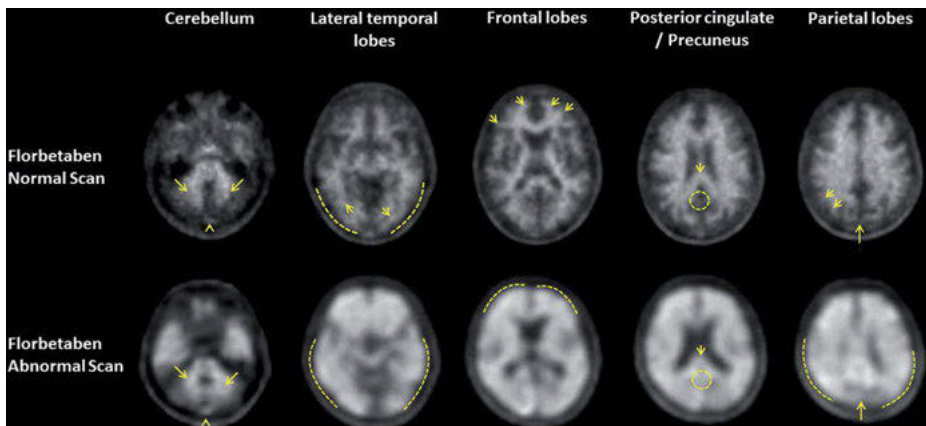 Cerebellum
Lateral temporal
lobes
Frontal lobes
Posterior cingulate
/ Precuneus
Parietal lobes
Florbetaben
Normal Scan
Florbetaben
Abnormal Scan